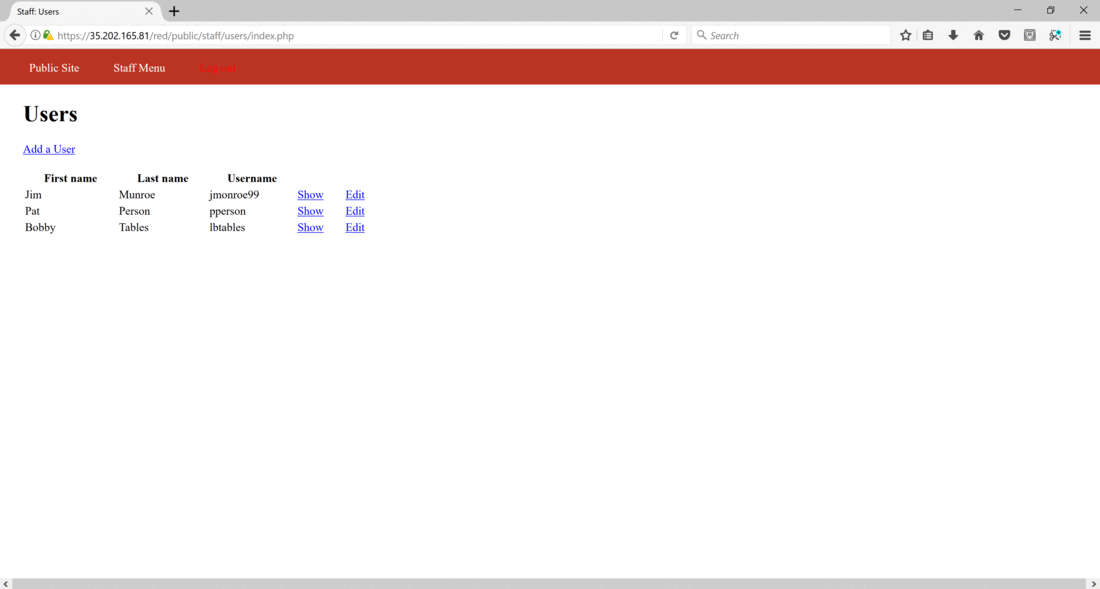 Staff: Users
https://35.202.165.81/red/public/staff/users/index.php
Search
Public Site Staff Menu Log out
Users
Add a User
First name Last name Username
Jim Munroe jmonroe99 Show Edit
Pat Person pperson Show Edit
Bobby Tables lbtables Show Edit